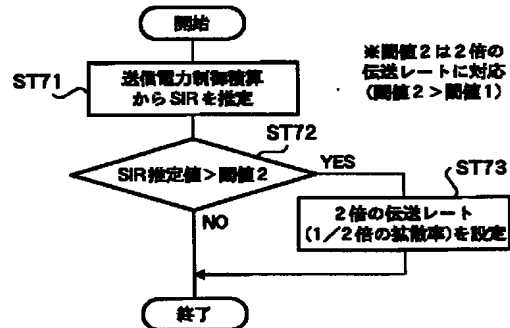 開始
ST71
送信電力制御積算
からSIRを推定
※閾値2は2倍の
伝送レートに対応
(閾値2>閾値1)
ST72
SIR推定値>閾値2
YES
ST73
NO
2倍の伝送レート
(1/2倍の拡散率)を設定
終了